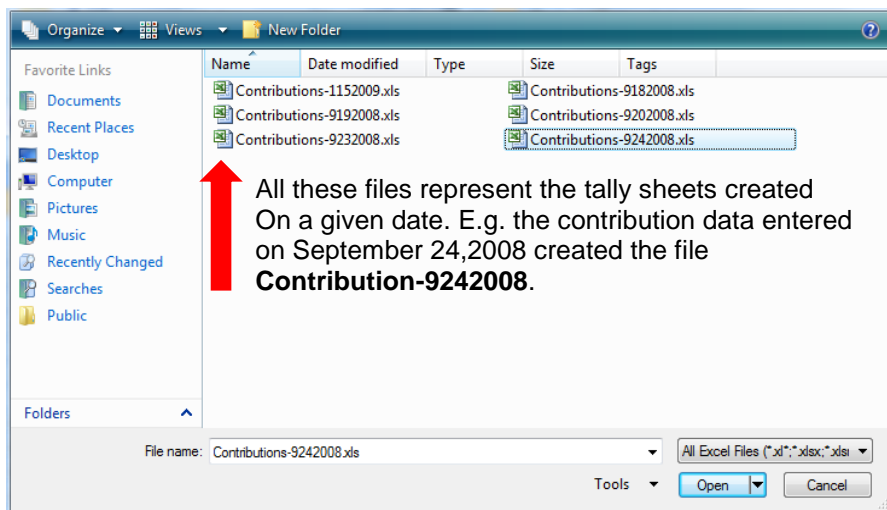 Organize Views New Folder
Favorite Links
Name Date modified Type Size Tags
Documents
Recent Places
Desktop
Computer
Pictures
Music
Recently Changed
Searches
Public
Contributions-1152009.xls Contributions-9182008.xls
Contributions-9192008.xls Contributions-9202008.xls
Contributions-9232008.xls Contributions-9242008.xls
All these files represent the tally sheets created
On a given date. E.g. the contribution data entered
on September 24,2008 created the file
Contribution-9242008.
Folders
File name: Contributions-9242008.xls All Excel Files (*.xl*;*.xlsx;*.xlsı
Tools Open Cancel